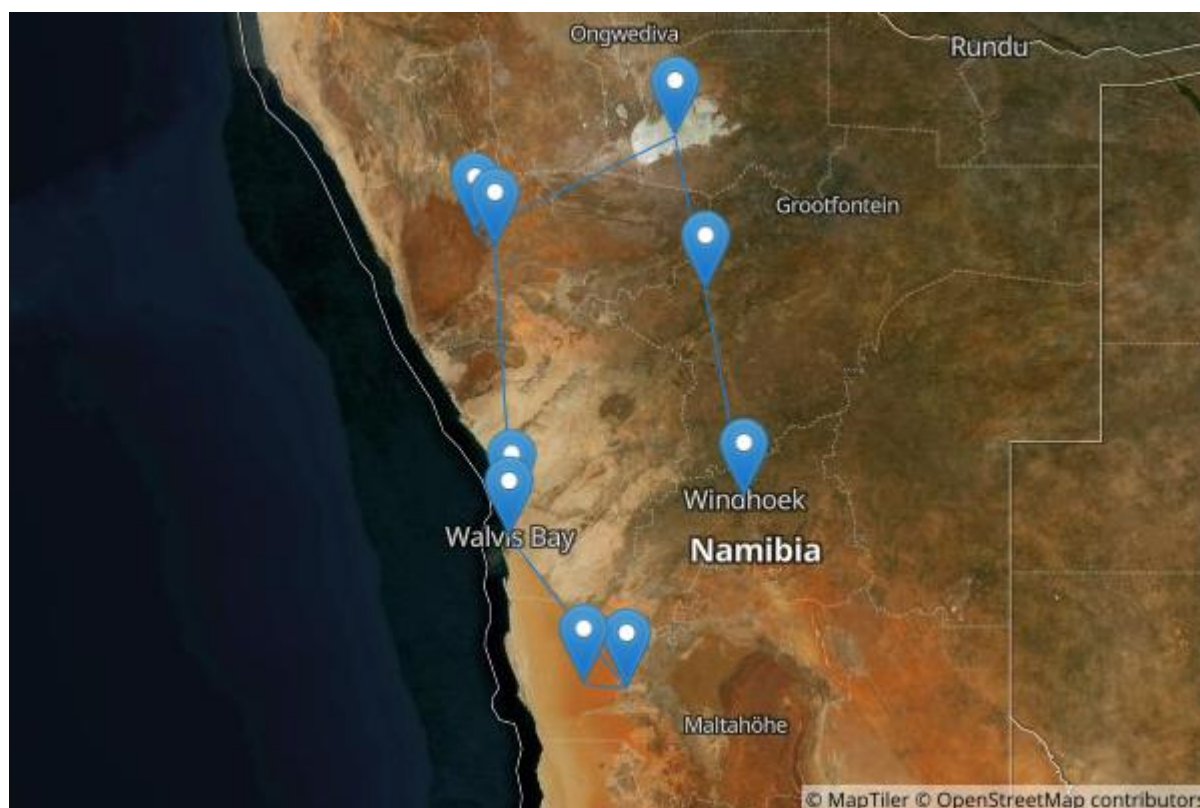 Ongwediva
Rundu
Grootfontein
Windhoek
Walvis Bay
Namibia
Maltahöhe
© MapTiler © OpenStreetMap contributors